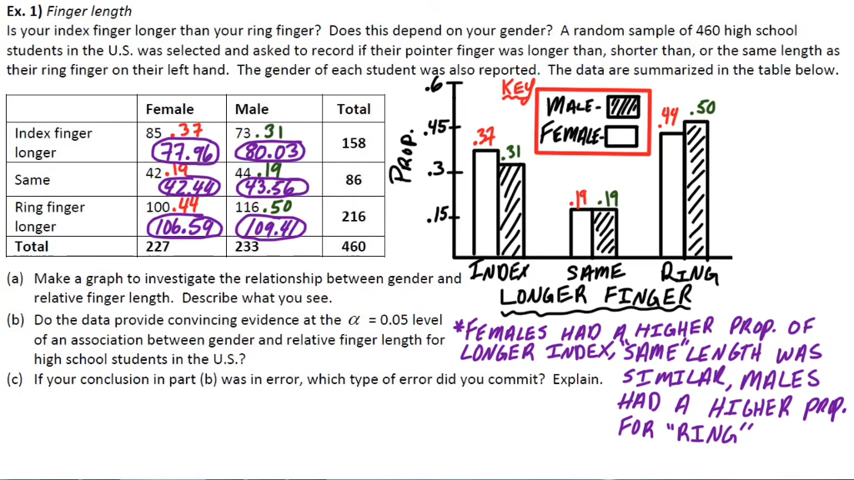 Ex. 1) Finger length
Is your index finger longer than your ring finger? Does this depend on your gender? A random sample of 460 high school
students in the U.S. was selected and asked to record if their pointer finger was longer than, shorter than, or the same length as
their ring finger on their left hand. The gender of each student was also reported. The data are summarized in the table below.
Female Male Total
Index finger longer 85 .37 77.96 73 .31 80.03 158
Same 42 .19 42.44 44 .19 43.56 86
Ring finger longer 100 .44 106.59 116 .50 109.41 216
Total 227 233 460
KEY
MALE-
FEMALE-
PROP.
.6
.45
.3
.15
.37 .31
.19 .19
.44 .50
INDEX SAME RING
LONGER FINGER
(a) Make a graph to investigate the relationship between gender and
relative finger length. Describe what you see.
(b) Do the data provide convincing evidence at the α = 0.05 level
of an association between gender and relative finger length for
high school students in the U.S.?
(c) If your conclusion in part (b) was in error, which type of error did you commit? Explain.
*FEMALES HAD A HIGHER PROP. OF
LONGER INDEX, "SAME" LENGTH WAS
SIMILAR, MALES
HAD A HIGHER PROP.
FOR "RING"